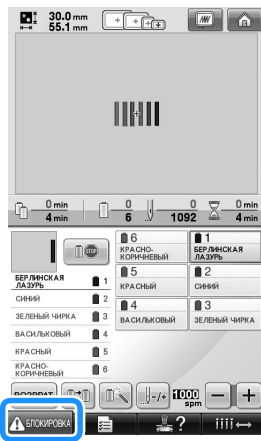 30.0 mm
55.1 mm
0 min
4 min
0
6
0
1092
0 min
4 min
6
КРАСНО-
КОРИЧНЕВЫЙ
1
БЕРЛИНСКАЯ
ЛАЗУРЬ
STOP
5
КРАСНЫЙ
2
СИНИЙ
4
ВАСИЛЬКОВЫЙ
3
ЗЕЛЕНЫЙ ЧИРКА
БЕРЛИНСКАЯ
ЛАЗУРЬ 1
СИНИЙ 2
ЗЕЛЕНЫЙ ЧИРКА 3
ВАСИЛЬКОВЫЙ 4
КРАСНЫЙ 5
КРАСНО-
КОРИЧНЕВЫЙ 6
ВОЗВРАТ
-/+
1000
spm
− +
БЛОКИРОВКА
?